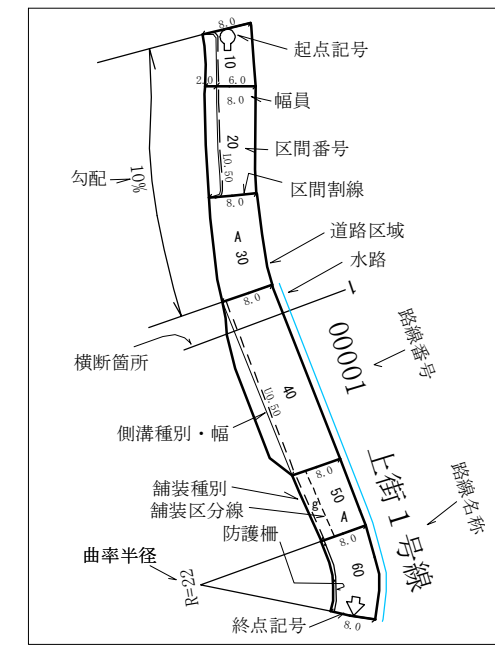 8.0
起点記号
10
2.0 6.0
8.0
幅員
20
区間番号
U0.50
勾配
10%
区間割線
8.0
道路区域
A
30
水路
8.0
横断箇所
00001
路線番号
40
U0.50
側溝種別・幅
8.0
上街1号線
路線名称
舗装種別
50
A
舗装区分線
防護柵
8.0
曲率半径
60
R=22
終点記号
8.0